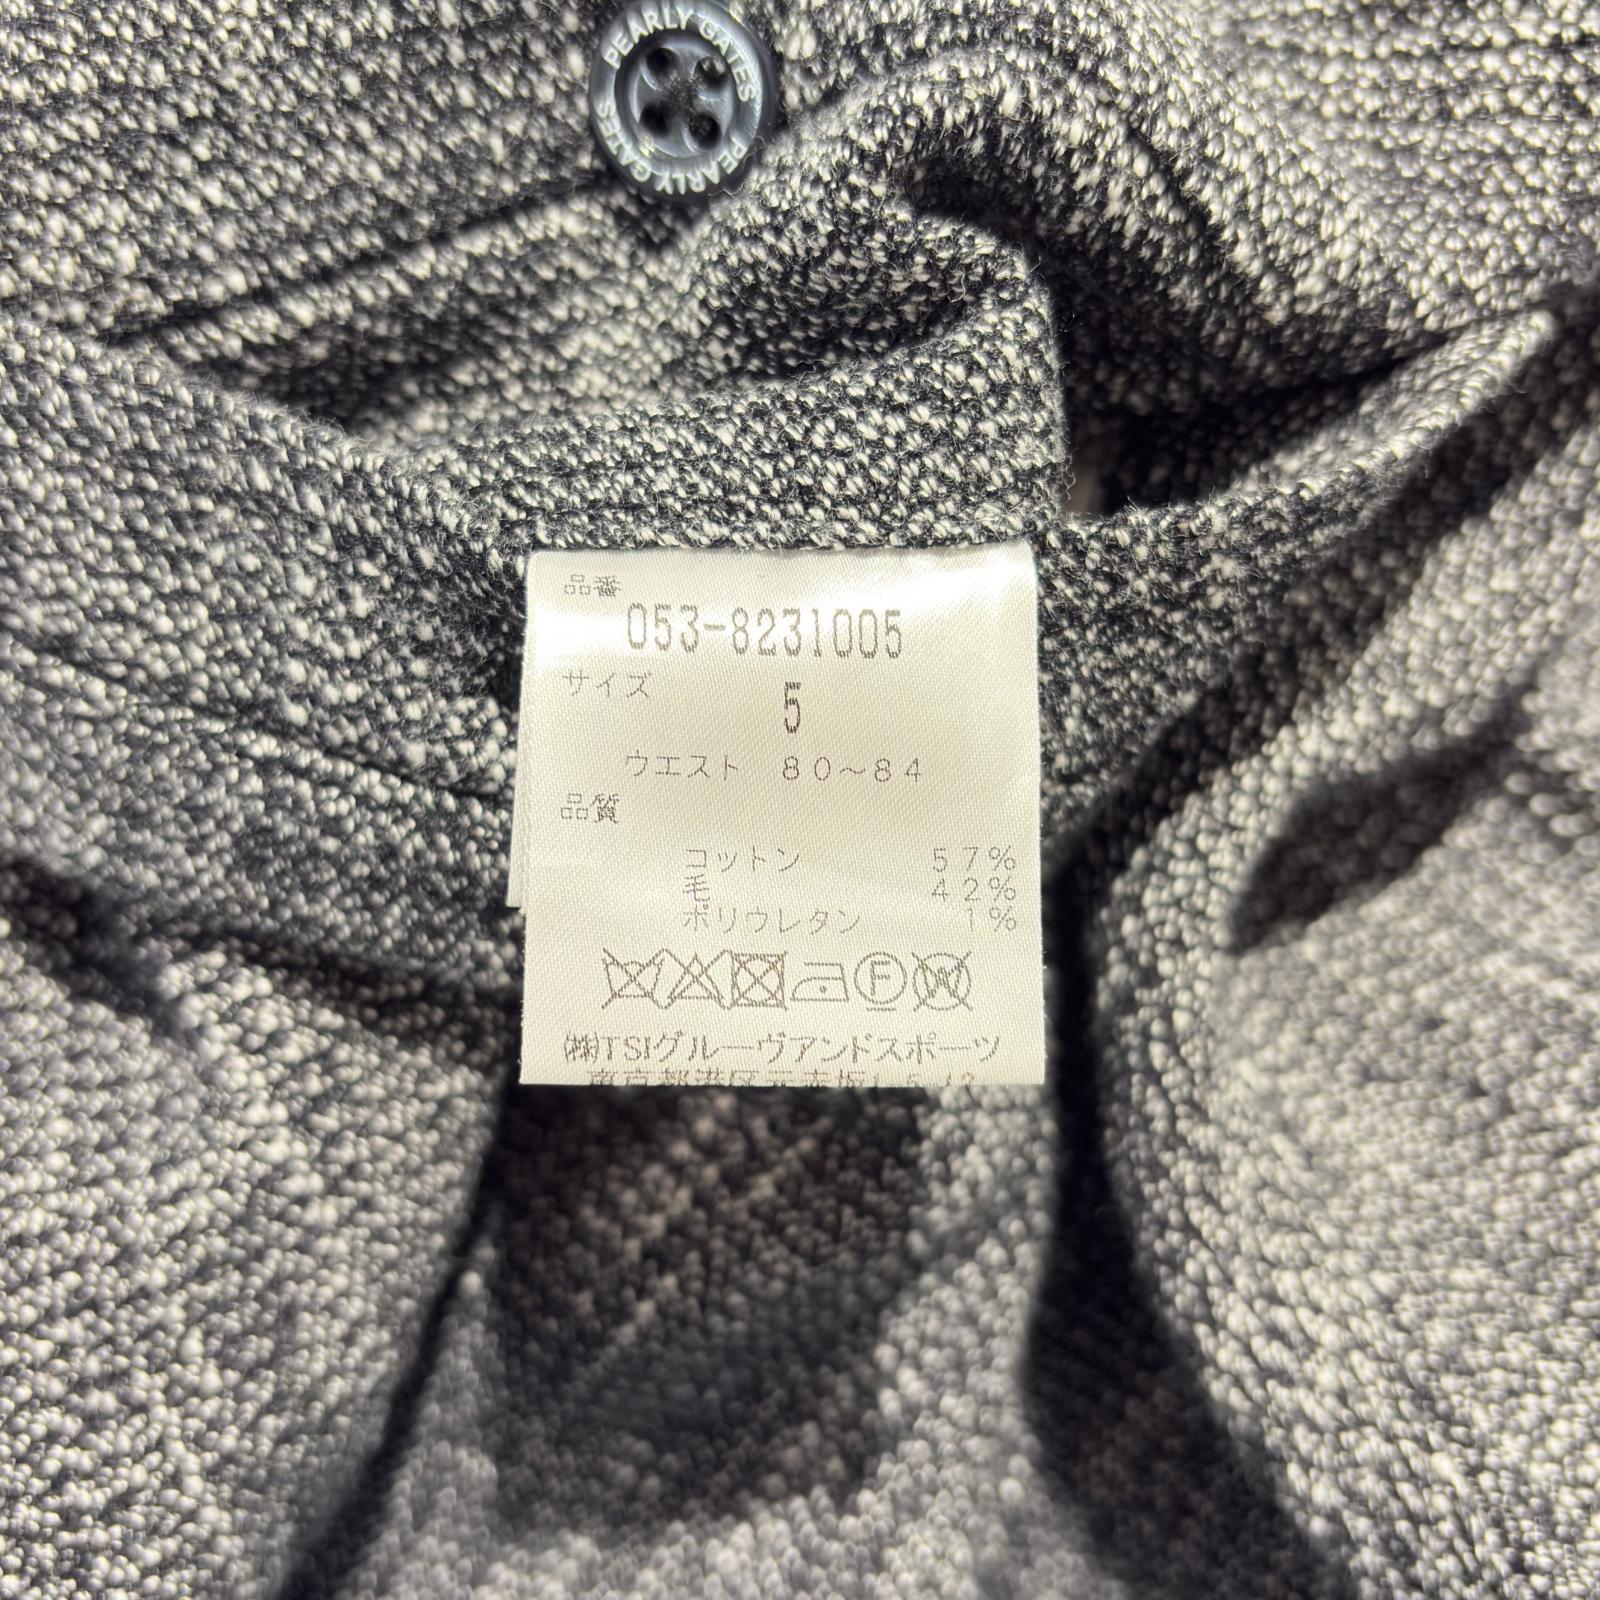 PEARLY GATES PEARLY GATES
品番
053-8231005
サイズ
5
ウエスト 80～84
品質
コットン 57%
毛 42%
ポリウレタン 1%
F W
㈱TSIグルーヴアンドスポーツ